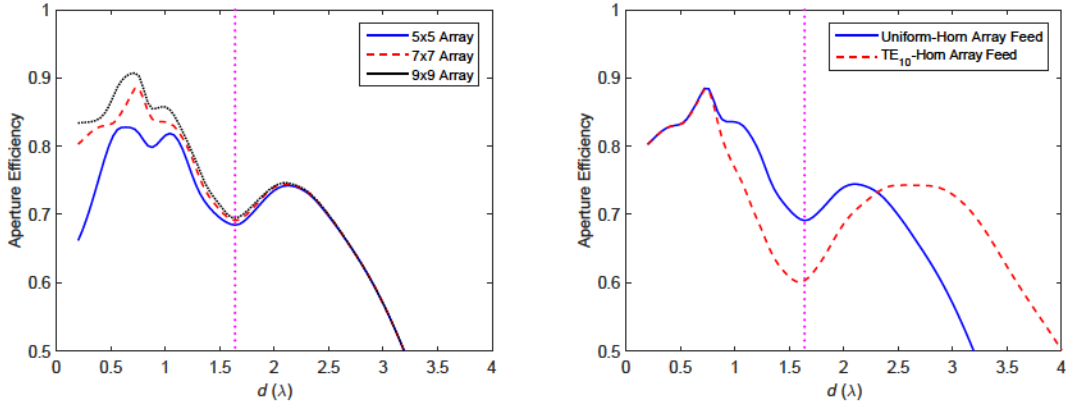 1
0.9
0.8
0.7
0.6
0.5
Aperture Efficiency
5x5 Array
7x7 Array
9x9 Array
0 0.5 1 1.5 2 2.5 3 3.5 4
d (λ)
1
0.9
0.8
0.7
0.6
0.5
Aperture Efficiency
Uniform-Horn Array Feed
TE10-Horn Array Feed
0 0.5 1 1.5 2 2.5 3 3.5 4
d (λ)